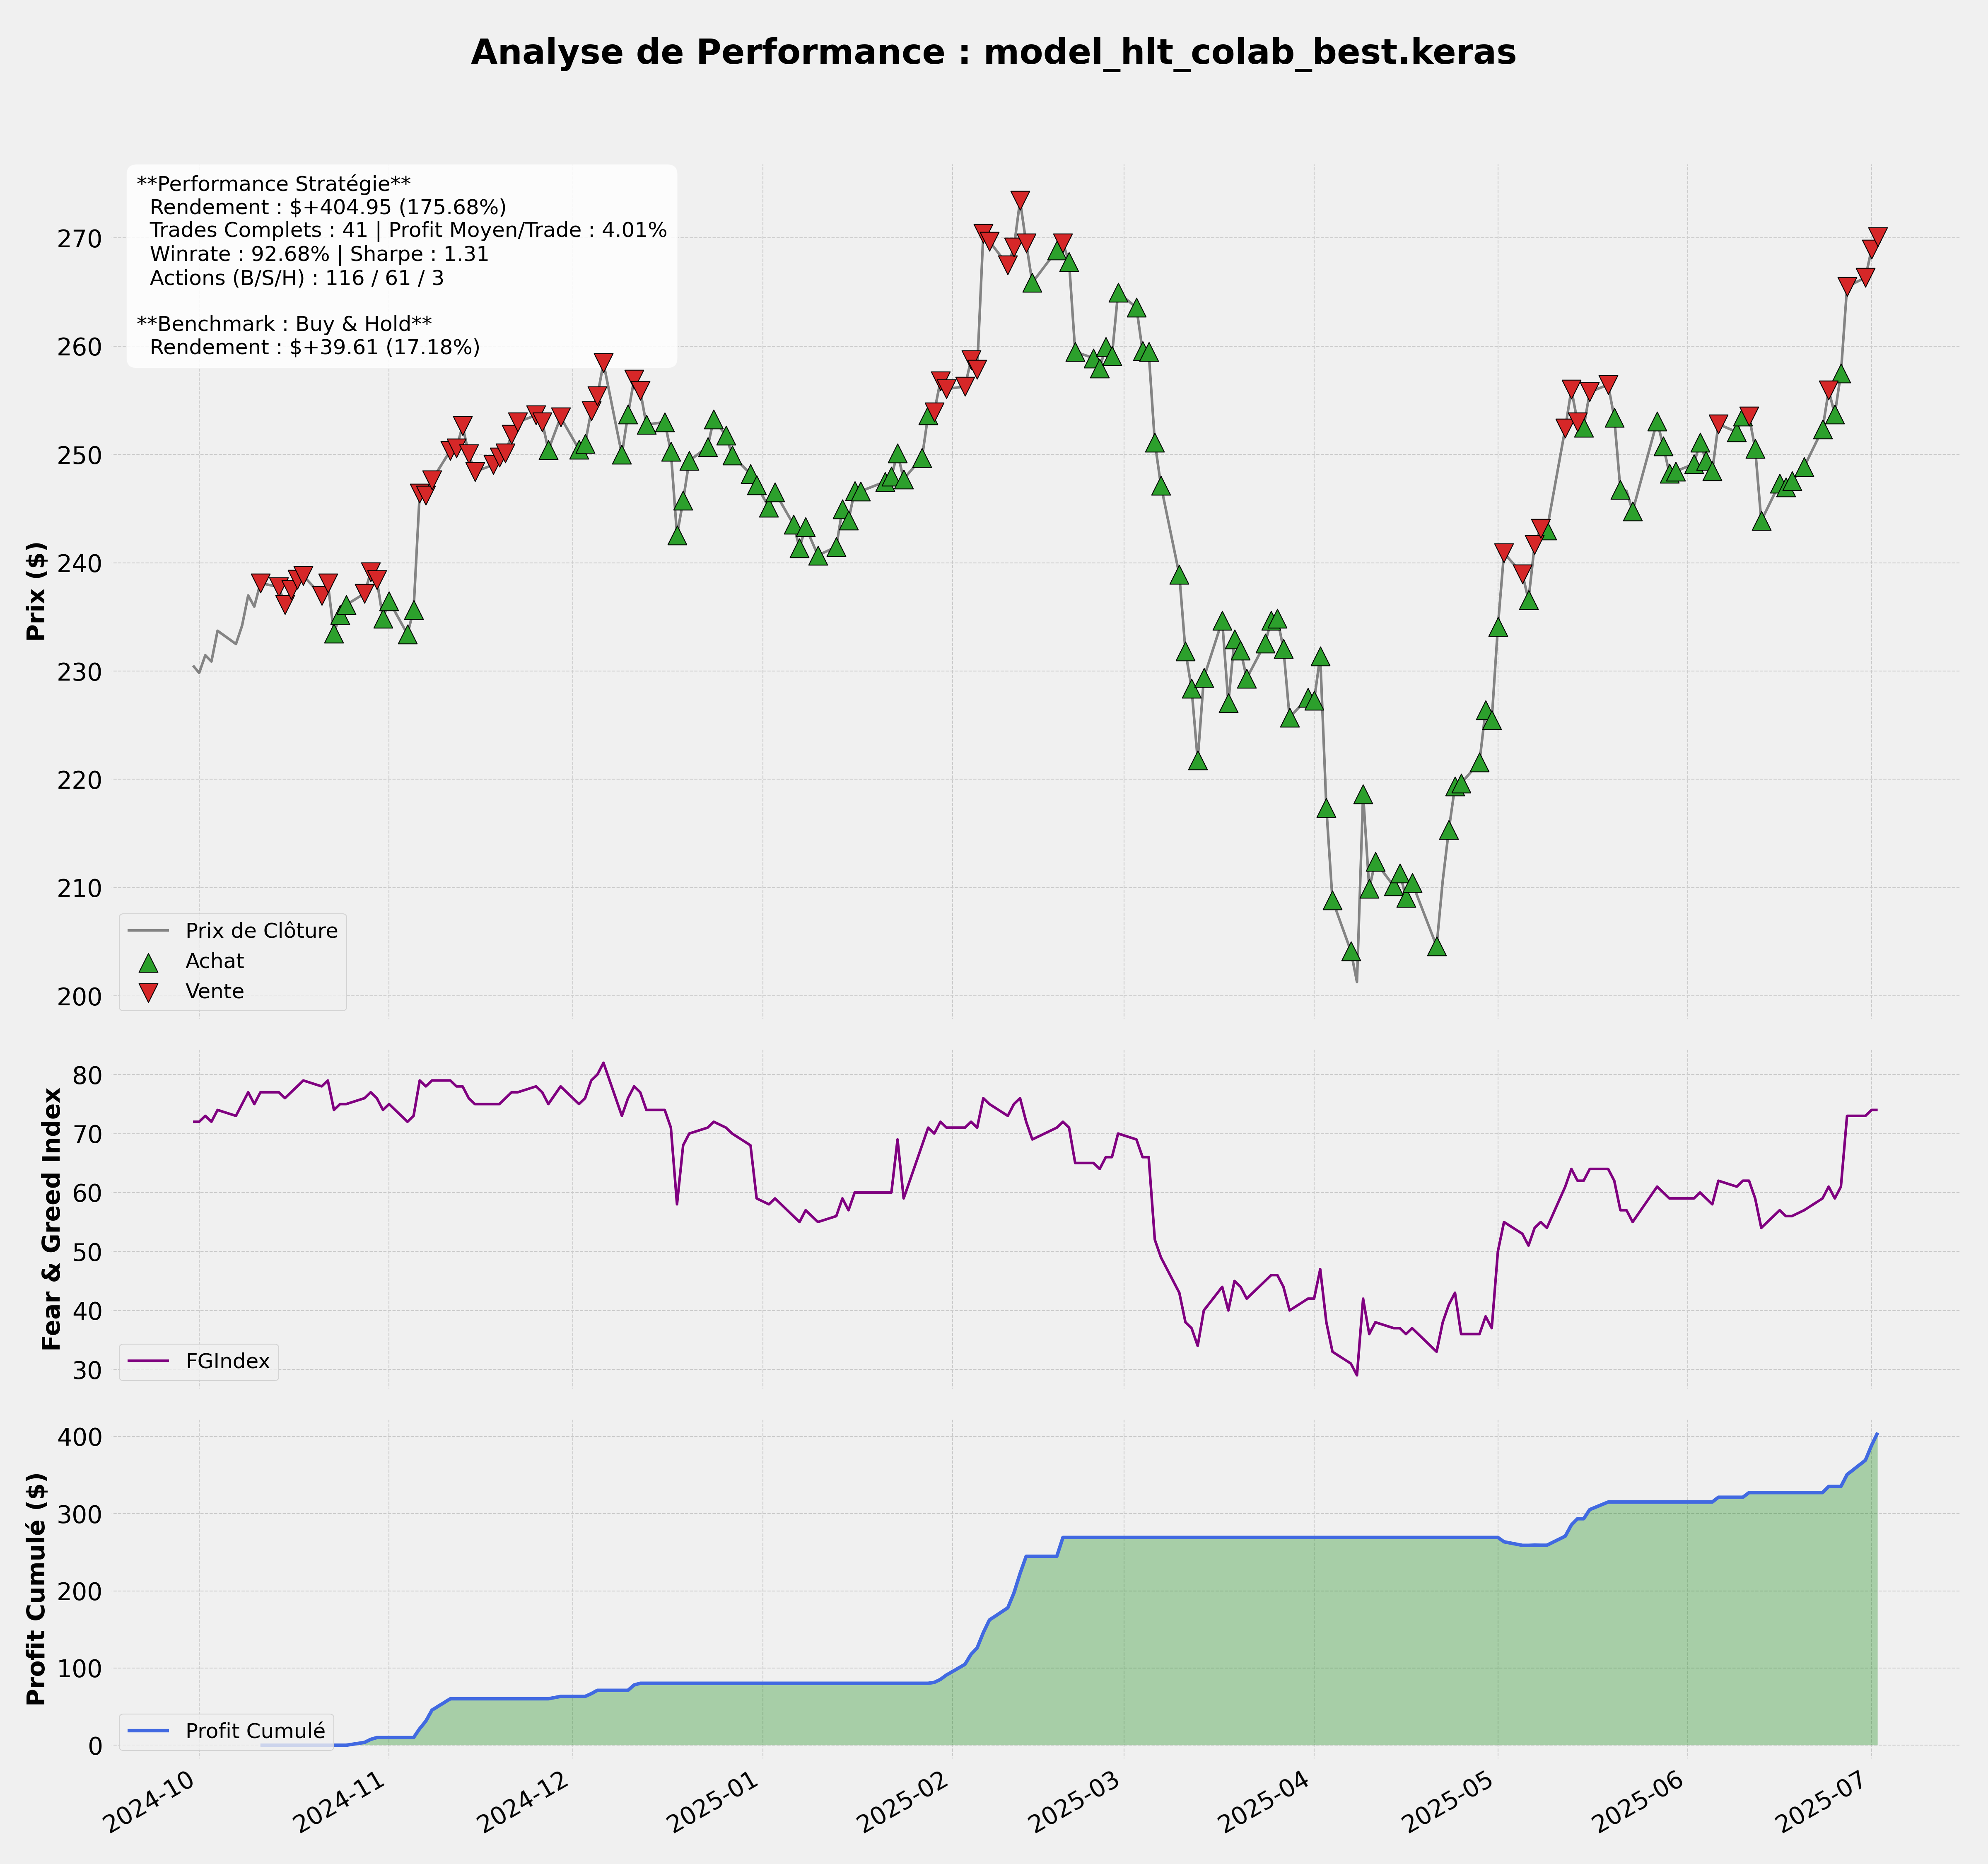 Analyse de Performance : model_hlt_colab_best.keras
**Performance Stratégie**
Rendement : $+404.95 (175.68%)
Trades Complets : 41 | Profit Moyen/Trade : 4.01%
Winrate : 92.68% | Sharpe : 1.31
Actions (B/S/H) : 116 / 61 / 3
**Benchmark : Buy & Hold**
Rendement : $+39.61 (17.18%)
Prix ($)
270
260
250
240
230
220
210
200
Prix de Clôture
Achat
Vente
Fear & Greed Index
80
70
60
50
40
30
FGIndex
Profit Cumulé ($)
400
300
200
100
0
Profit Cumulé
2024-10
2024-11
2024-12
2025-01
2025-02
2025-03
2025-04
2025-05
2025-06
2025-07